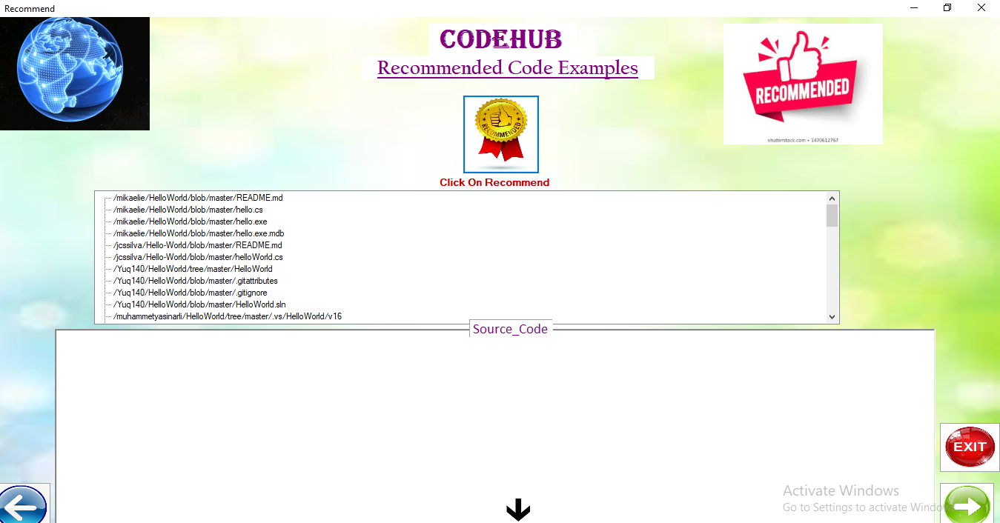 Recommend
CODEHUB
Recommended Code Examples
RECOMMENDED
shutterstock.com • 1470612767
RECOMMENDED
Click On Recommend
/mikaelie/HelloWorld/blob/master/README.md
/mikaelie/HelloWorld/blob/master/hello.cs
/mikaelie/HelloWorld/blob/master/hello.exe
/mikaelie/HelloWorld/blob/master/hello.exe.mdb
/jcssilva/Hello-World/blob/master/README.md
/jcssilva/Hello-World/blob/master/helloWorld.cs
/Yuq140/HelloWorld/tree/master/HelloWorld
/Yuq140/HelloWorld/blob/master/.gitattributes
/Yuq140/HelloWorld/blob/master/.gitignore
/Yuq140/HelloWorld/blob/master/HelloWorld.sln
/muhammetyasinarli/HelloWorld/tree/master/.vs/HelloWorld/v16
Source_Code
EXIT
Activate Windows
Go to Settings to activate Window